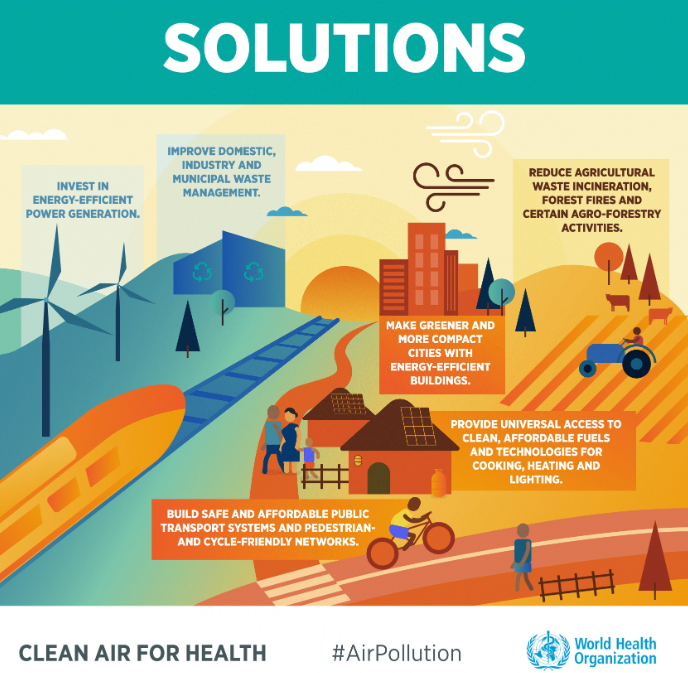 SOLUTIONS
INVEST IN
ENERGY-EFFICIENT
POWER GENERATION.
IMPROVE DOMESTIC,
INDUSTRY AND
MUNICIPAL WASTE
MANAGEMENT.
REDUCE AGRICULTURAL
WASTE INCINERATION,
FOREST FIRES AND
CERTAIN AGRO-FORESTRY
ACTIVITIES.
MAKE GREENER AND
MORE COMPACT
CITIES WITH
ENERGY-EFFICIENT
BUILDINGS.
PROVIDE UNIVERSAL ACCESS TO
CLEAN, AFFORDABLE FUELS
AND TECHNOLOGIES FOR
COOKING, HEATING AND
LIGHTING.
BUILD SAFE AND AFFORDABLE PUBLIC
TRANSPORT SYSTEMS AND PEDESTRIAN-
AND CYCLE-FRIENDLY NETWORKS.
CLEAN AIR FOR HEALTH
#AirPollution
World Health
Organization